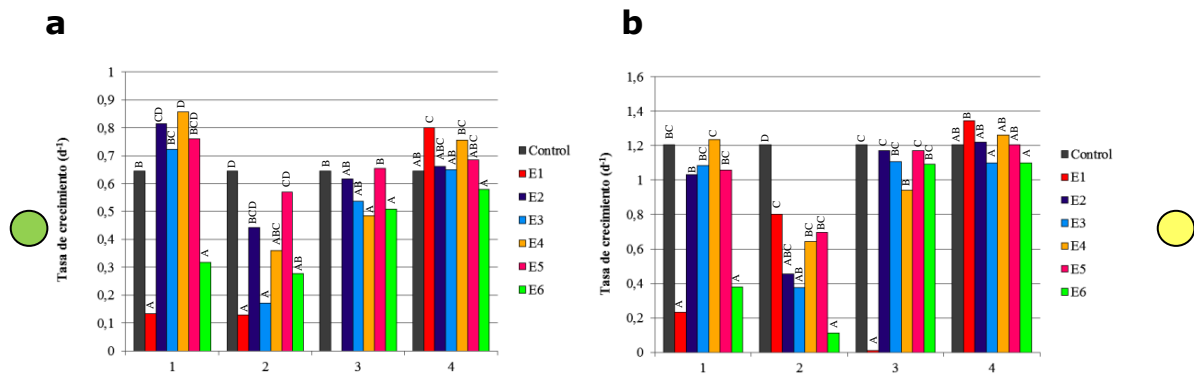 a
Tasa de crecimiento (d⁻¹)
1
0,9
0,8
0,7
0,6
0,5
0,4
0,3
0,2
0,1
0
B A CD BC D BCD A
D A BCD A ABC CD AB
B AB AB A B AB
AB C ABC AB BC ABC A
1 2 3 4
Control
E1
E2
E3
E4
E5
E6
b
Tasa de crecimiento (d⁻¹)
1,6
1,4
1,2
1
0,8
0,6
0,4
0,2
0
BC A B BC C BC A
D C ABC AB BC BC A
C A C BC B C BC
AB B AB A AB AB A
1 2 3 4
Control
E1
E2
E3
E4
E5
E6